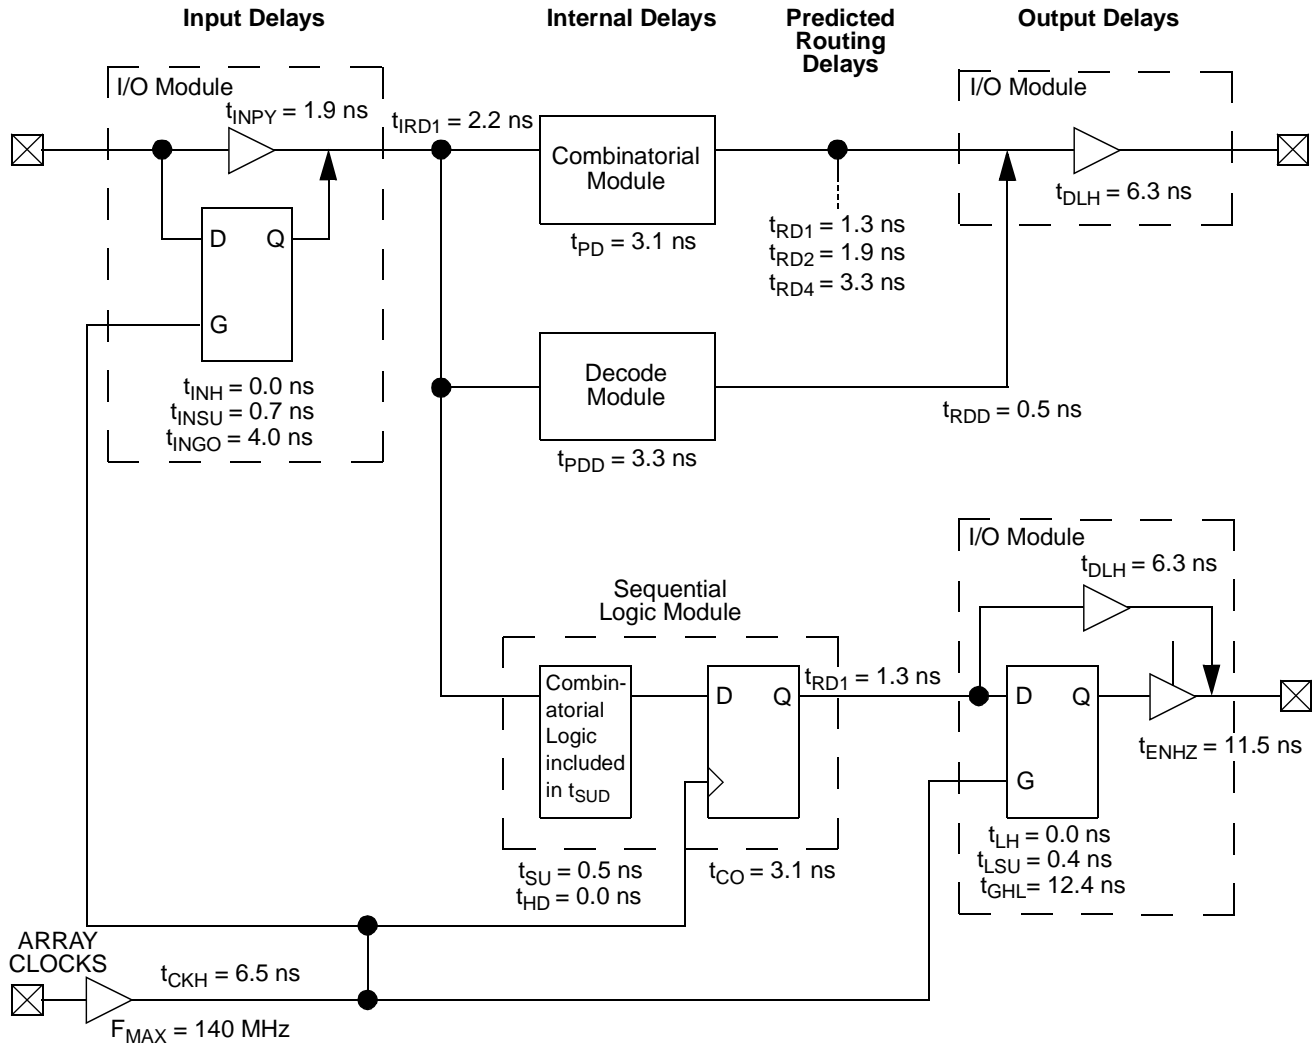 Input Delays
Internal Delays
Predicted
Routing
Delays
Output Delays
I/O Module
tINPY = 1.9 ns
tIRD1 = 2.2 ns
Combinatorial
Module
tPD = 3.1 ns
tRD1 = 1.3 ns
tRD2 = 1.9 ns
tRD4 = 3.3 ns
I/O Module
tDLH = 6.3 ns
D
Q
G
tINH = 0.0 ns
tINSU = 0.7 ns
tINGO = 4.0 ns
Decode
Module
tPDD = 3.3 ns
tRDD = 0.5 ns
Sequential
Logic Module
Combin-
atorial
Logic
included
in tSUD
D
Q
tSU = 0.5 ns
tHD = 0.0 ns
tCO = 3.1 ns
tRD1 = 1.3 ns
I/O Module
tDLH = 6.3 ns
D
Q
G
tENHZ = 11.5 ns
tLH = 0.0 ns
tLSU = 0.4 ns
tGHL = 12.4 ns
ARRAY
CLOCKS
tCKH = 6.5 ns
FMAX = 140 MHz